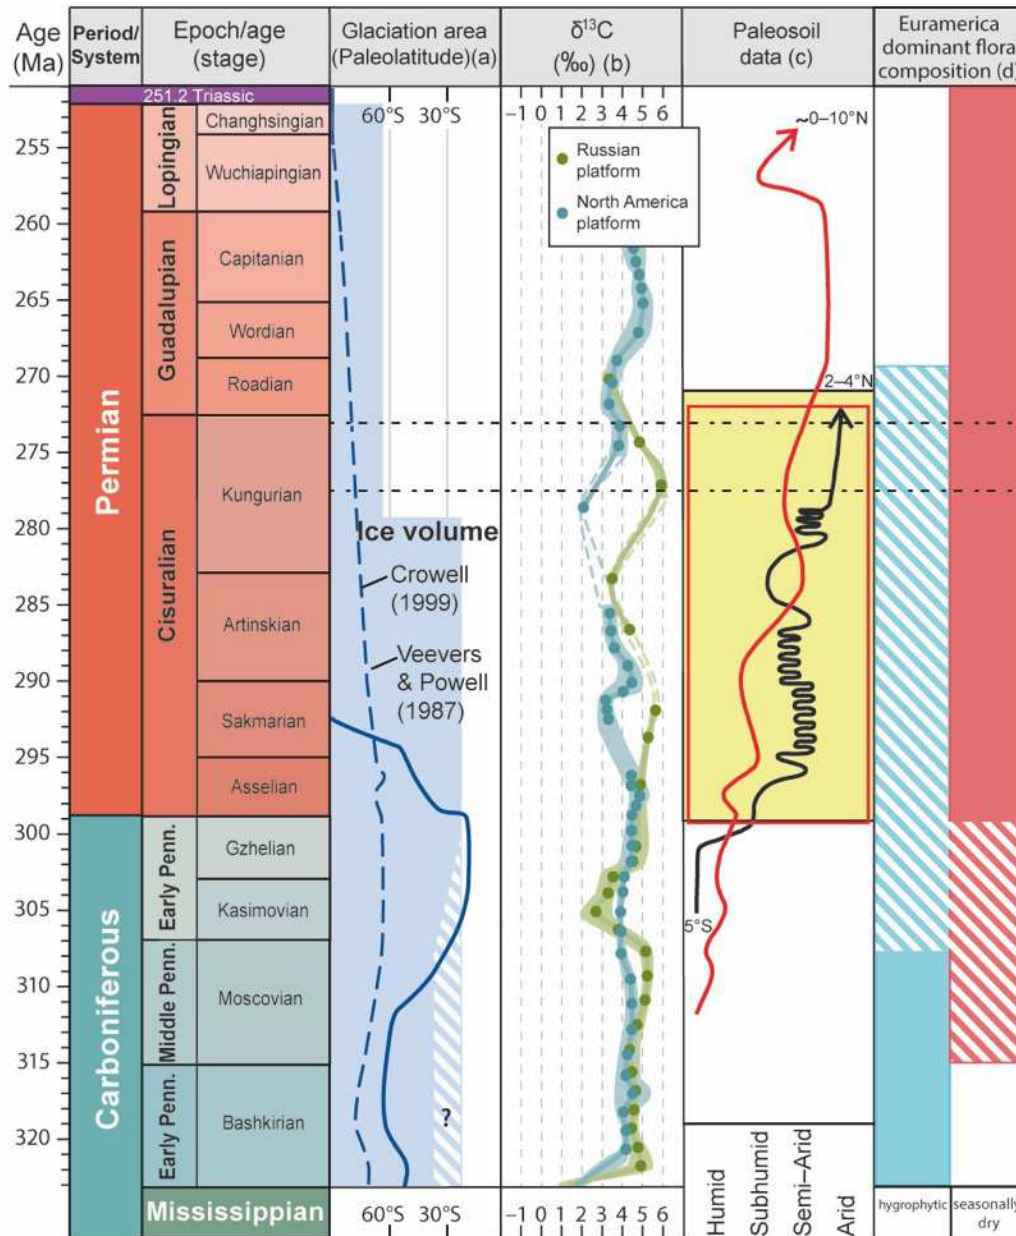 Age
(Ma)
Period/
System
Epoch/age
(stage)
Glaciation area
(Paleolatitude)(a)
δ¹³C
(‰) (b)
Paleosoil
data (c)
Euramerica
dominant flora
composition (d)
251.2 Triassic
60°S 30°S
−1 0 1 2 3 4 5 6
Russian
platform
North America
platform
~0–10°N
2–4°N
5°S
255
260
265
270
275
280
285
290
295
300
305
310
315
320
Permian
Carboniferous
Lopingian
Guadalupian
Cisuralian
Early Penn.
Middle Penn.
Early Penn.
Changhsingian
Wuchiapingian
Capitanian
Wordian
Roadian
Kungurian
Artinskian
Sakmarian
Asselian
Gzhelian
Kasimovian
Moscovian
Bashkirian
Mississippian
Ice volume
Crowell
(1999)
Veevers
& Powell
(1987)
?
60°S 30°S
−1 0 1 2 3 4 5 6
Humid
Subhumid
Semi–Arid
Arid
hygrophytic
seasonally
dry